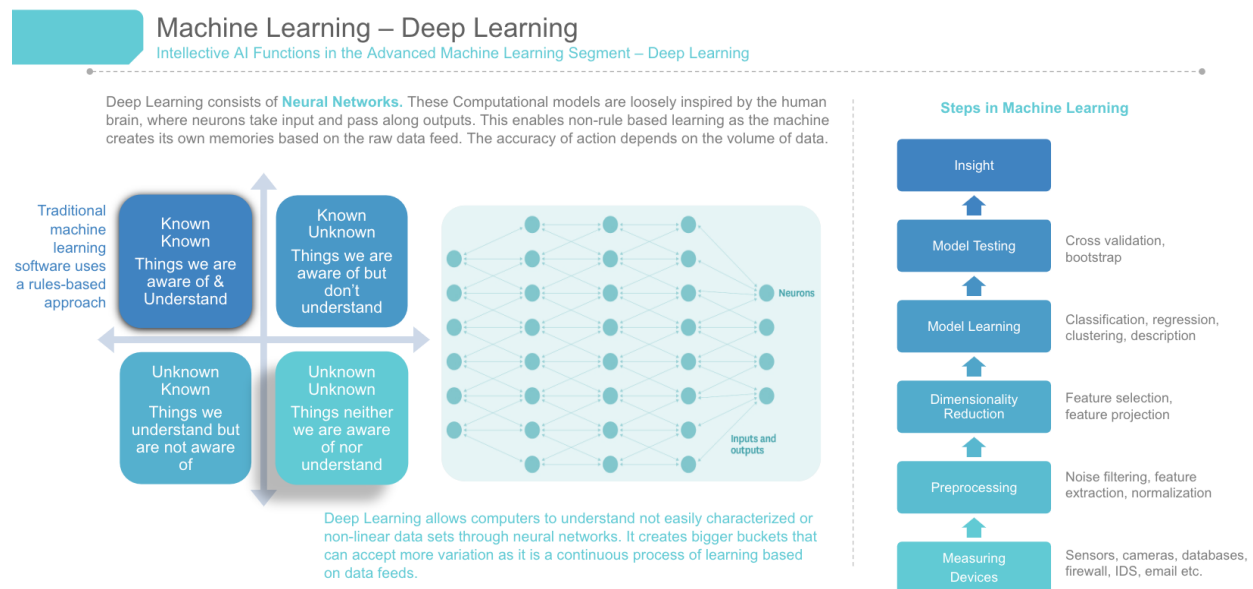 Machine Learning – Deep Learning
Intellective AI Functions in the Advanced Machine Learning Segment – Deep Learning
Deep Learning consists of Neural Networks. These Computational models are loosely inspired by the human
brain, where neurons take input and pass along outputs. This enables non-rule based learning as the machine
creates its own memories based on the raw data feed. The accuracy of action depends on the volume of data.
Traditional
machine
learning
software uses
a rules-based
approach
Known
Known
Things we are
aware of &
Understand
Known
Unknown
Things we are
aware of but
don't
understand
Unknown
Known
Things we
understand but
are not aware
of
Unknown
Unknown
Things neither
we are aware
of nor
understand
Neurons
Inputs and
outputs
Deep Learning allows computers to understand not easily characterized or
non-linear data sets through neural networks. It creates bigger buckets that
can accept more variation as it is a continuous process of learning based
on data feeds.
Steps in Machine Learning
Insight
Model Testing
Cross validation,
bootstrap
Model Learning
Classification, regression,
clustering, description
Dimensionality
Reduction
Feature selection,
feature projection
Preprocessing
Noise filtering, feature
extraction, normalization
Measuring
Devices
Sensors, cameras, databases,
firewall, IDS, email etc.